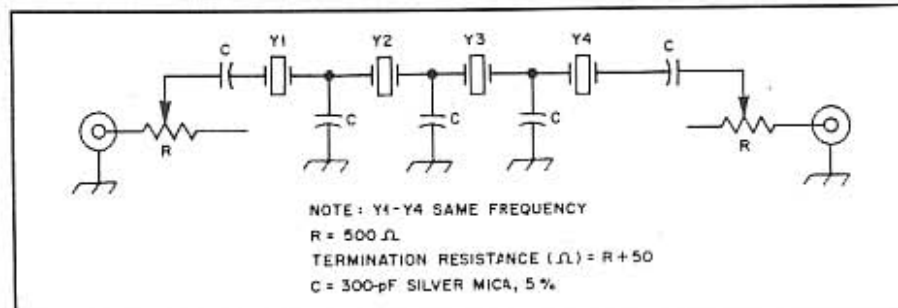 C Y1 Y2 Y3 Y4 C
C C C
R R
NOTE: Y1-Y4 SAME FREQUENCY
R = 500 Ω
TERMINATION RESISTANCE (Ω) = R + 50
C = 300-pF SILVER MICA, 5%